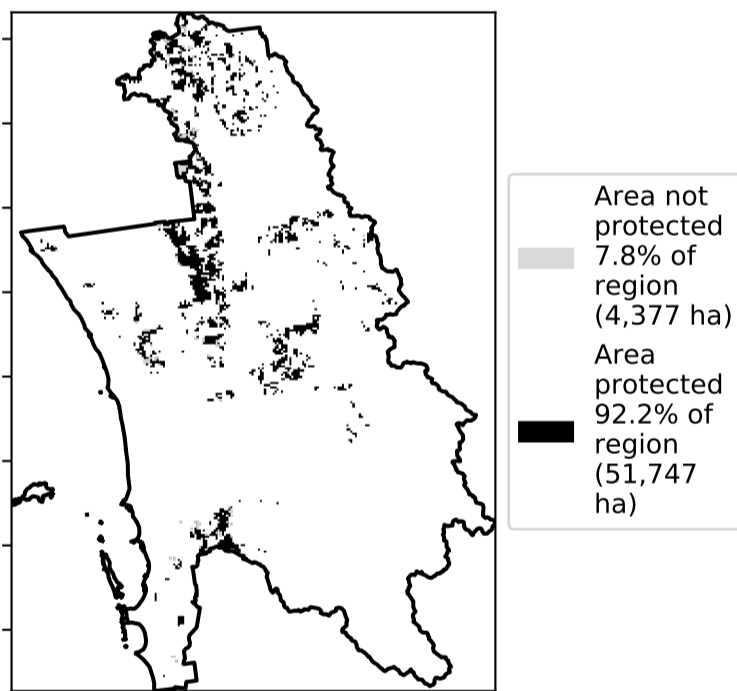 Area not
protected
7.8% of
region
(4,377 ha)
Area
protected
92.2% of
region
(51,747
ha)